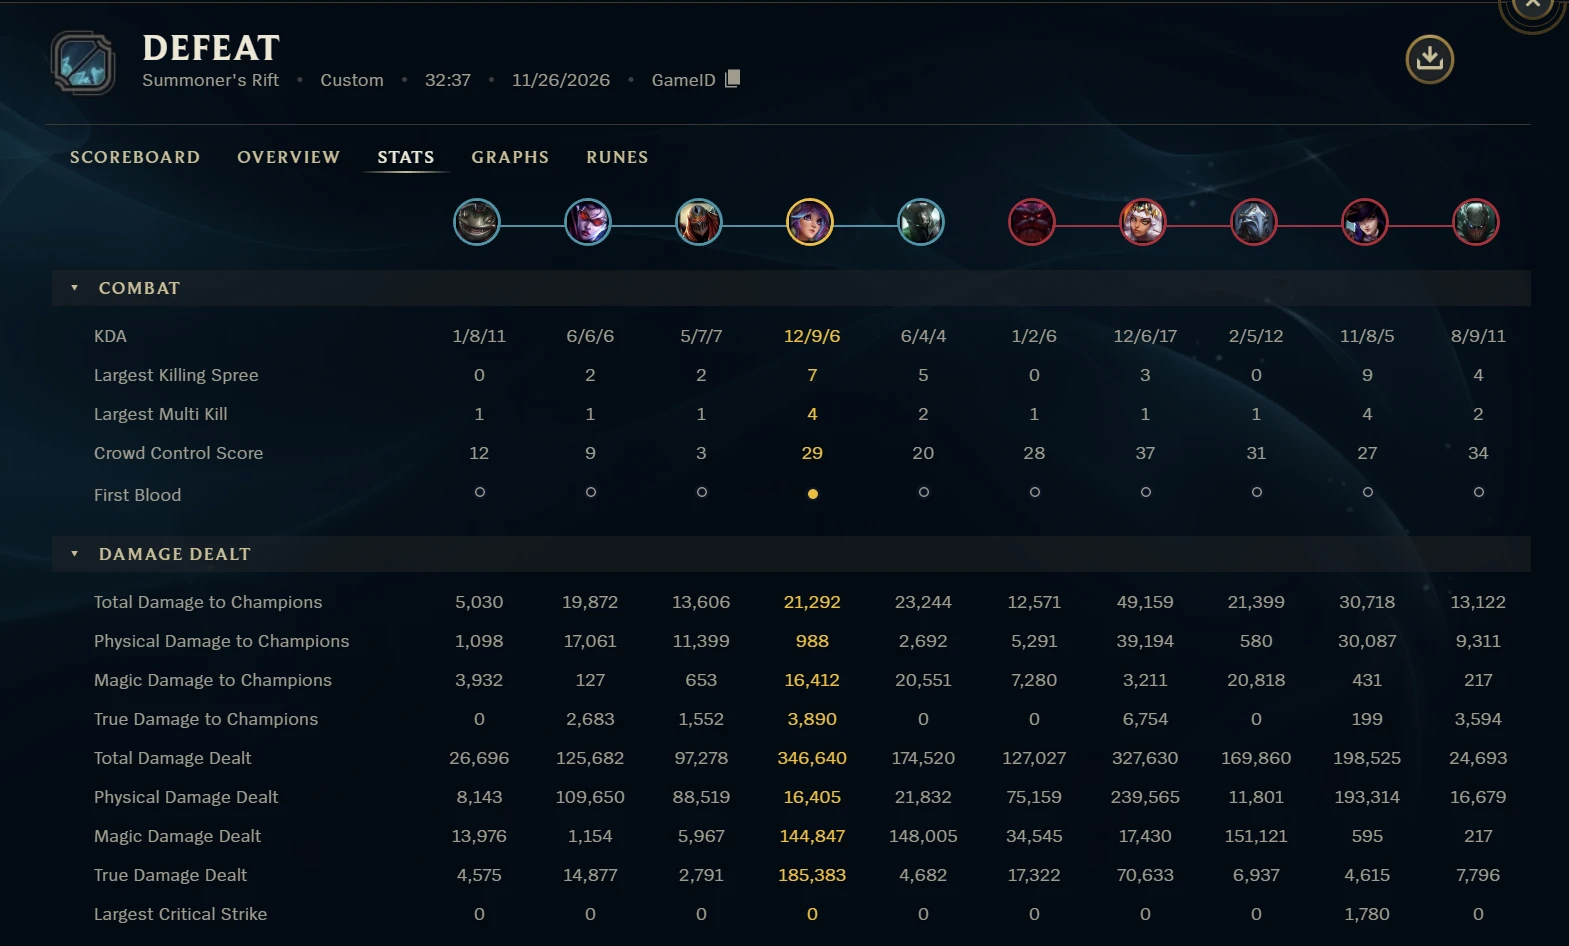 DEFEAT
Summoner's Rift • Custom • 32:37 • 11/26/2026 • GameID
SCOREBOARD OVERVIEW STATS GRAPHS RUNES
COMBAT
KDA 1/8/11 6/6/6 5/7/7 12/9/6 6/4/4 1/2/6 12/6/17 2/5/12 11/8/5 8/9/11
Largest Killing Spree 0 2 2 7 5 0 3 0 9 4
Largest Multi Kill 1 1 1 4 2 1 1 1 4 2
Crowd Control Score 12 9 3 29 20 28 37 31 27 34
First Blood
DAMAGE DEALT
Total Damage to Champions 5,030 19,872 13,606 21,292 23,244 12,571 49,159 21,399 30,718 13,122
Physical Damage to Champions 1,098 17,061 11,399 988 2,692 5,291 39,194 580 30,087 9,311
Magic Damage to Champions 3,932 127 653 16,412 20,551 7,280 3,211 20,818 431 217
True Damage to Champions 0 2,683 1,552 3,890 0 0 6,754 0 199 3,594
Total Damage Dealt 26,696 125,682 97,278 346,640 174,520 127,027 327,630 169,860 198,525 24,693
Physical Damage Dealt 8,143 109,650 88,519 16,405 21,832 75,159 239,565 11,801 193,314 16,679
Magic Damage Dealt 13,976 1,154 5,967 144,847 148,005 34,545 17,430 151,121 595 217
True Damage Dealt 4,575 14,877 2,791 185,383 4,682 17,322 70,633 6,937 4,615 7,796
Largest Critical Strike 0 0 0 0 0 0 0 0 1,780 0